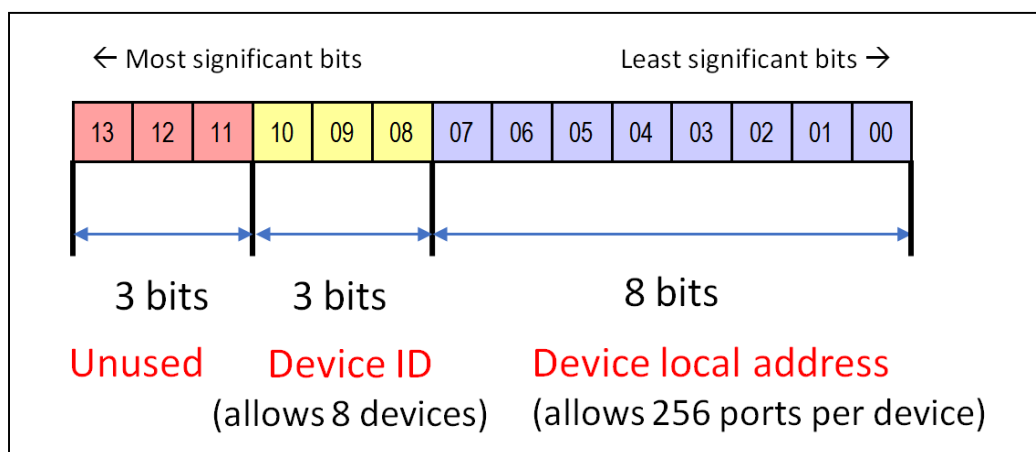 ← Most significant bits Least significant bits →
13 12 11 10 09 08 07 06 05 04 03 02 01 00
3 bits 3 bits 8 bits
Unused Device ID Device local address
(allows 8 devices) (allows 256 ports per device)